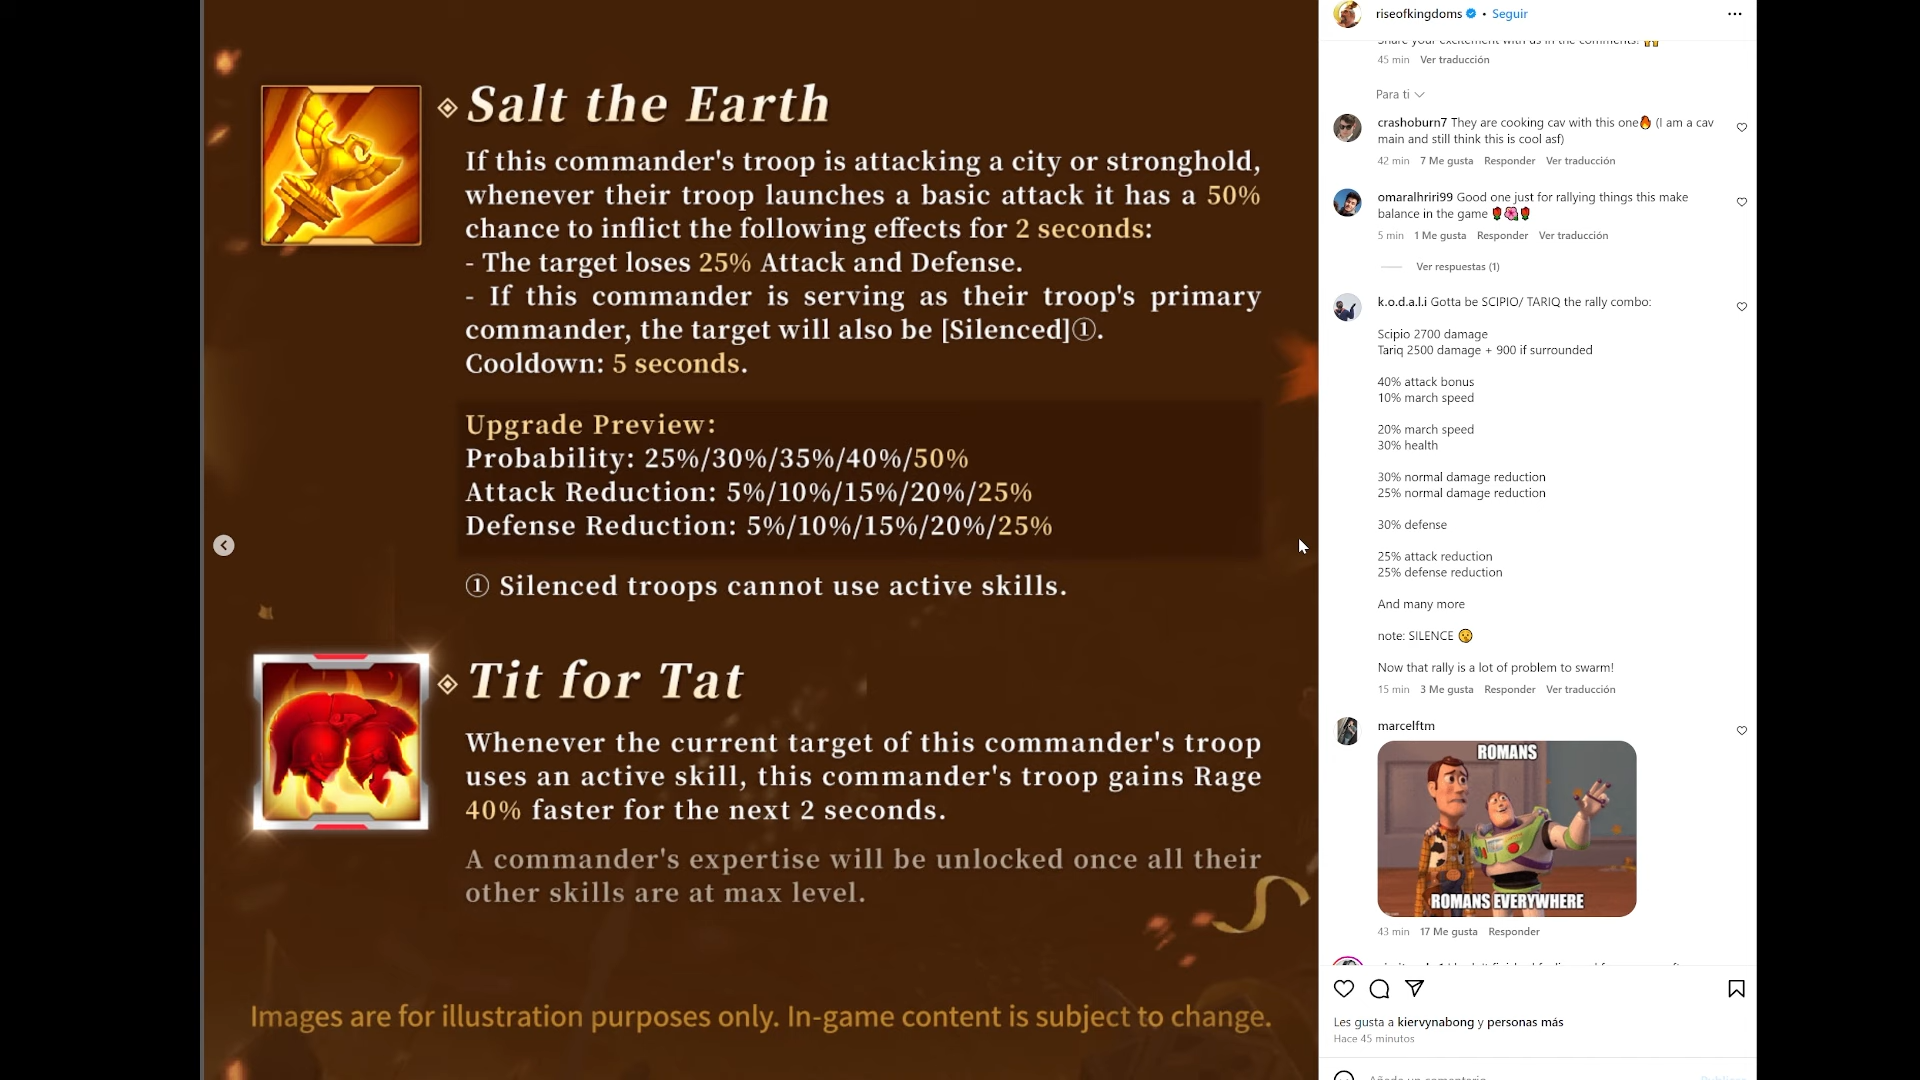 Salt the Earth
If this commander's troop is attacking a city or stronghold,
whenever their troop launches a basic attack it has a 50%
chance to inflict the following effects for 2 seconds:
- The target loses 25% Attack and Defense.
- If this commander is serving as their troop's primary
commander, the target will also be [Silenced]①.
Cooldown: 5 seconds.
Upgrade Preview:
Probability: 25%/30%/35%/40%/50%
Attack Reduction: 5%/10%/15%/20%/25%
Defense Reduction: 5%/10%/15%/20%/25%
① Silenced troops cannot use active skills.
Tit for Tat
Whenever the current target of this commander's troop
uses an active skill, this commander's troop gains Rage
40% faster for the next 2 seconds.
A commander's expertise will be unlocked once all their
other skills are at max level.
Images are for illustration purposes only. In-game content is subject to change.
riseofkingdoms • Seguir
Share your excitement with us in the comments!
45 min Ver traducción
Para ti
crashoburn7 They are cooking cav with this one🔥 (I am a cav
main and still think this is cool asf)
42 min 7 Me gusta Responder Ver traducción
omaralhriri99 Good one just for rallying things this make
balance in the game 🌹🌺🌹
5 min 1 Me gusta Responder Ver traducción
Ver respuestas (1)
k.o.d.a.l.i Gotta be SCIPIO/ TARIQ the rally combo:
Scipio 2700 damage
Tariq 2500 damage + 900 if surrounded
40% attack bonus
10% march speed
20% march speed
30% health
30% normal damage reduction
25% normal damage reduction
30% defense
25% attack reduction
25% defense reduction
And many more
note: SILENCE 🤫
Now that rally is a lot of problem to swarm!
15 min 3 Me gusta Responder Ver traducción
marcelftm
ROMANS
ROMANS EVERYWHERE
43 min 17 Me gusta Responder
Les gusta a kiervynabong y personas más
Hace 45 minutos
Añade un comentario...
Publicar